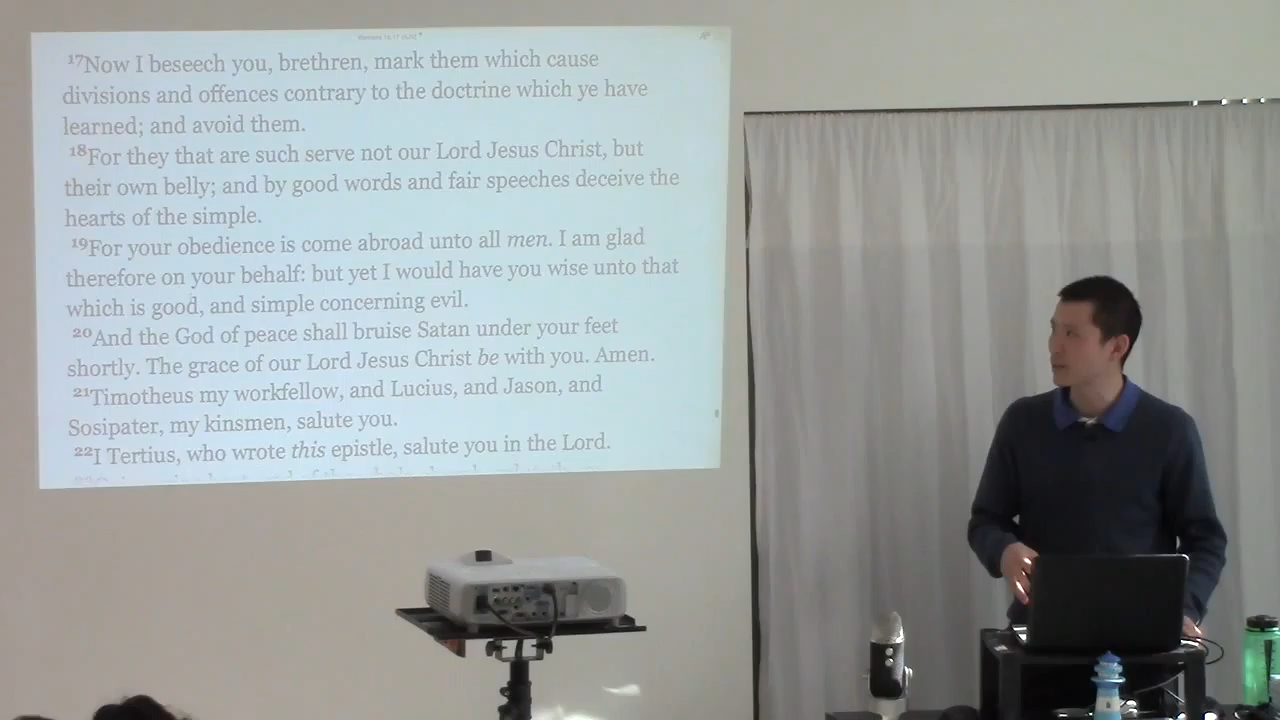 17Now I beseech you, brethren, mark them which cause
divisions and offences contrary to the doctrine which ye have
learned; and avoid them.
18For they that are such serve not our Lord Jesus Christ, but
their own belly; and by good words and fair speeches deceive the
hearts of the simple.
19For your obedience is come abroad unto all men. I am glad
therefore on your behalf: but yet I would have you wise unto that
which is good, and simple concerning evil.
20And the God of peace shall bruise Satan under your feet
shortly. The grace of our Lord Jesus Christ be with you. Amen.
21Timotheus my workfellow, and Lucius, and Jason, and
Sosipater, my kinsmen, salute you.
22I Tertius, who wrote this epistle, salute you in the Lord.